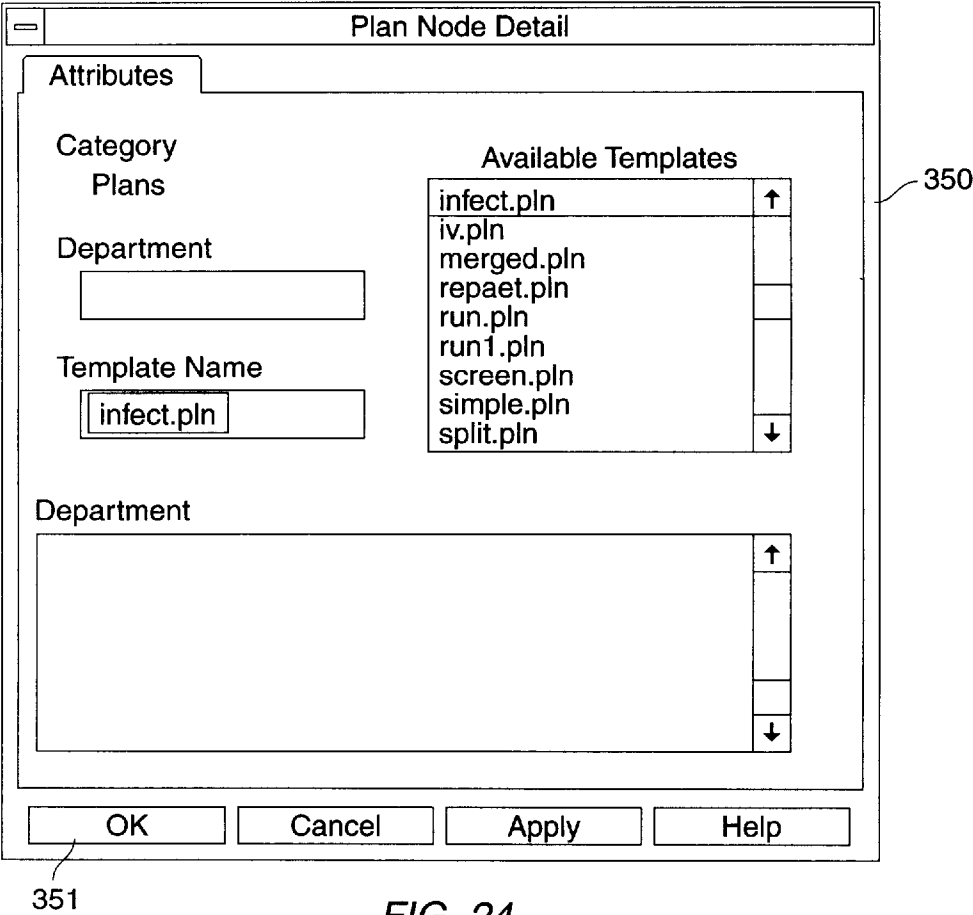 Plan Node Detail
Attributes
Category
Plans
Department
Template Name
infect.pln
Available Templates
infect.pln
iv.pln
merged.pln
repaet.pln
run.pln
run1.pln
screen.pln
simple.pln
split.pln
350
Department
OK
Cancel
Apply
Help
351
FIG. 24